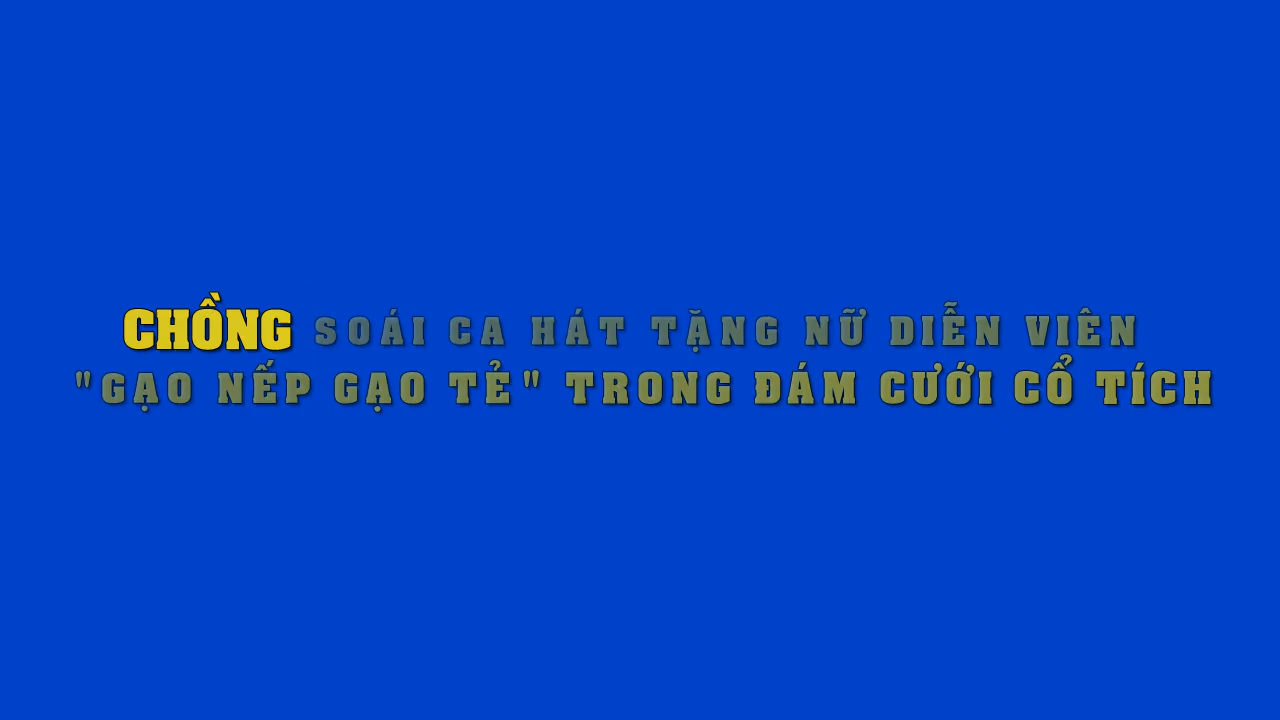 CHỒNG SOÁI CA HÁT TẶNG NỮ DIỄN VIÊN
"GẠO NẾP GẠO TẺ" TRONG ĐÁM CƯỚI CỔ TÍCH